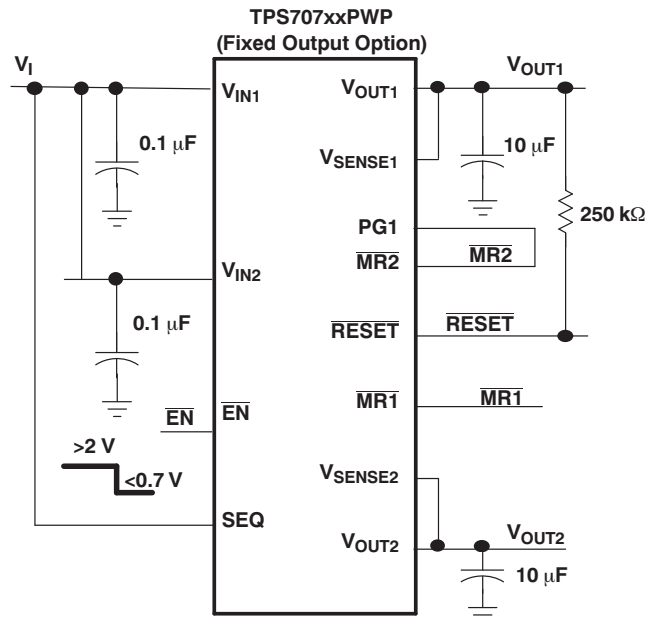 TPS707xxPWP
(Fixed Output Option)
VI
VIN1
VOUT1
VOUT1
0.1 μF
VSENSE1
10 μF
250 kΩ
PG1
MR2
MR2
VIN2
0.1 μF
RESET
RESET
EN
EN
MR1
MR1
>2 V
<0.7 V
VSENSE2
SEQ
VOUT2
VOUT2
10 μF